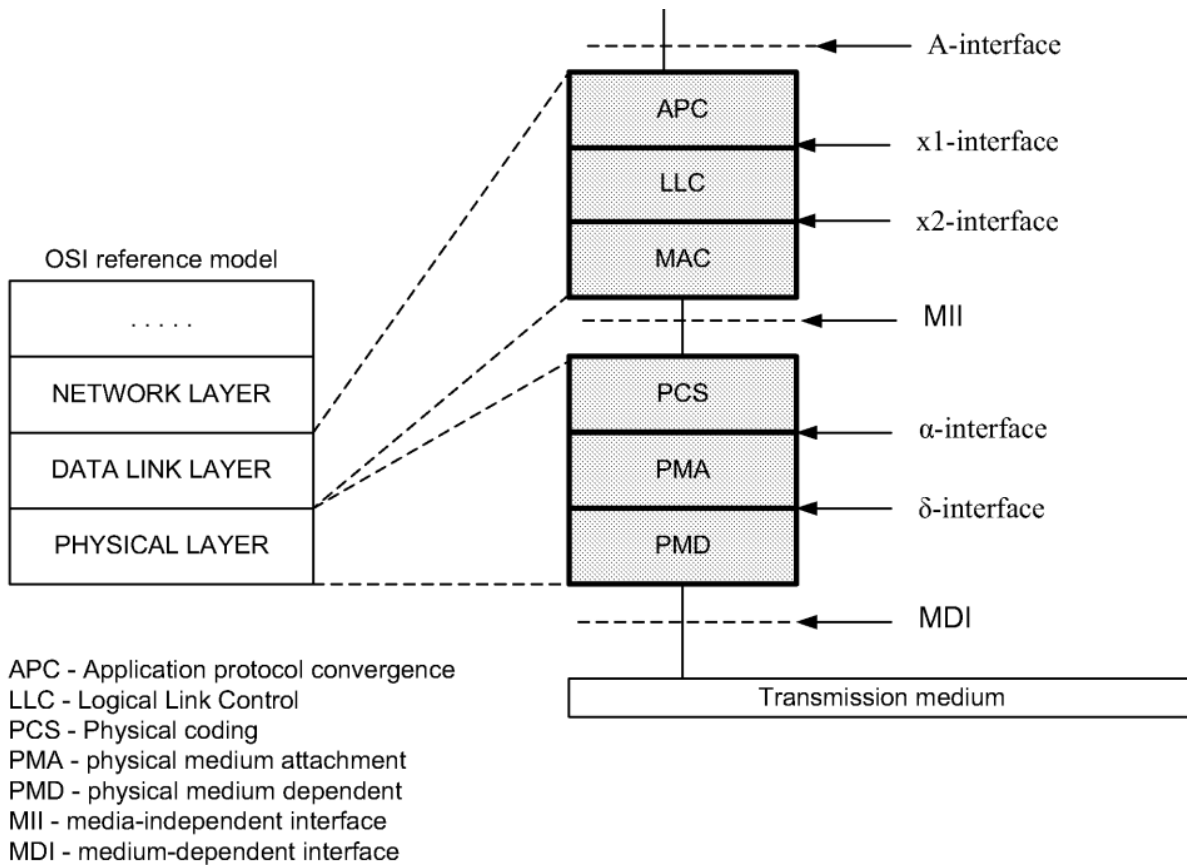 A-interface
APC
x1-interface
LLC
x2-interface
MAC
OSI reference model
. . . . .
MII
NETWORK LAYER
PCS
α-interface
DATA LINK LAYER
PMA
δ-interface
PHYSICAL LAYER
PMD
MDI
APC - Application protocol convergence
LLC - Logical Link Control
PCS - Physical coding
PMA - physical medium attachment
PMD - physical medium dependent
MII - media-independent interface
MDI - medium-dependent interface
Transmission medium